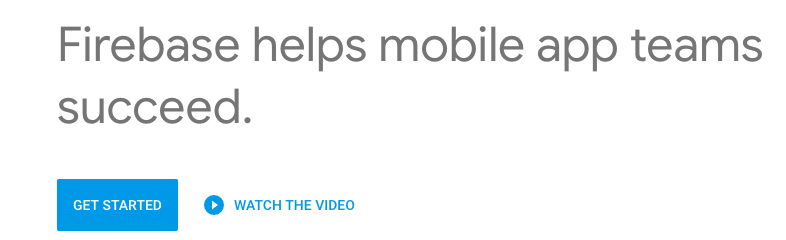 Firebase helps mobile app teams
succeed.
GET STARTED
WATCH THE VIDEO